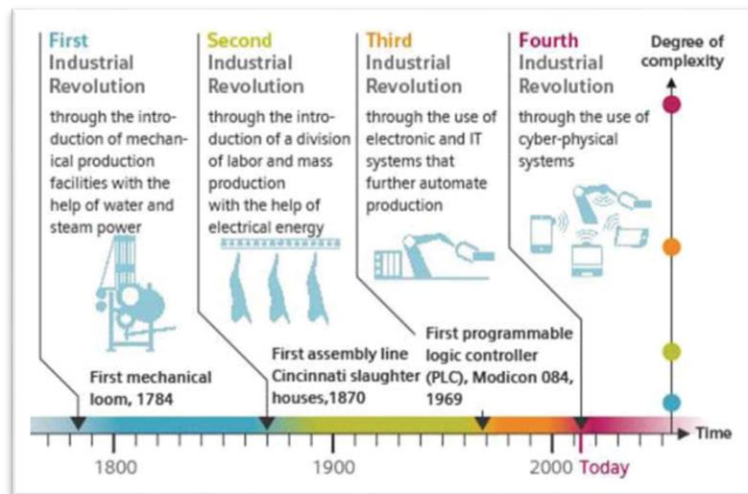 First
Industrial
Revolution
through the intro-
duction of mechan-
ical production
facilities with the
help of water and
steam power
First mechanical
loom, 1784
Second
Industrial
Revolution
through the intro-
duction of a division
of labor and mass
production
with the help of
electrical energy
First assembly line
Cincinnati slaughter
houses,1870
Third
Industrial
Revolution
through the use of
electronic and IT
systems that
further automate
production
First programmable
logic controller
(PLC), Modicon 084,
1969
Fourth
Industrial
Revolution
through the use of
cyber-physical
systems
Degree of
complexity
Time
1800
1900
2000
Today